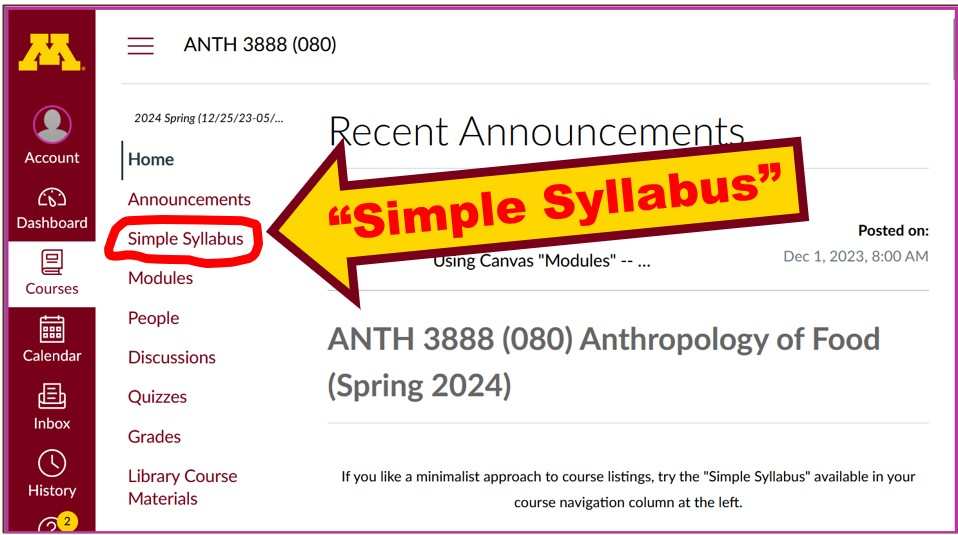 ANTH 3888 (080)
2024 Spring (12/25/23-05/...
Account
Dashboard
Courses
Calendar
Inbox
History
2
Home
Announcements
Simple Syllabus
Modules
People
Discussions
Quizzes
Grades
Library Course
Materials
Recent Announcements
“Simple Syllabus”
Posted on:
Using Canvas "Modules" -- ...
Dec 1, 2023, 8:00 AM
ANTH 3888 (080) Anthropology of Food
(Spring 2024)
If you like a minimalist approach to course listings, try the "Simple Syllabus" available in your
course navigation column at the left.